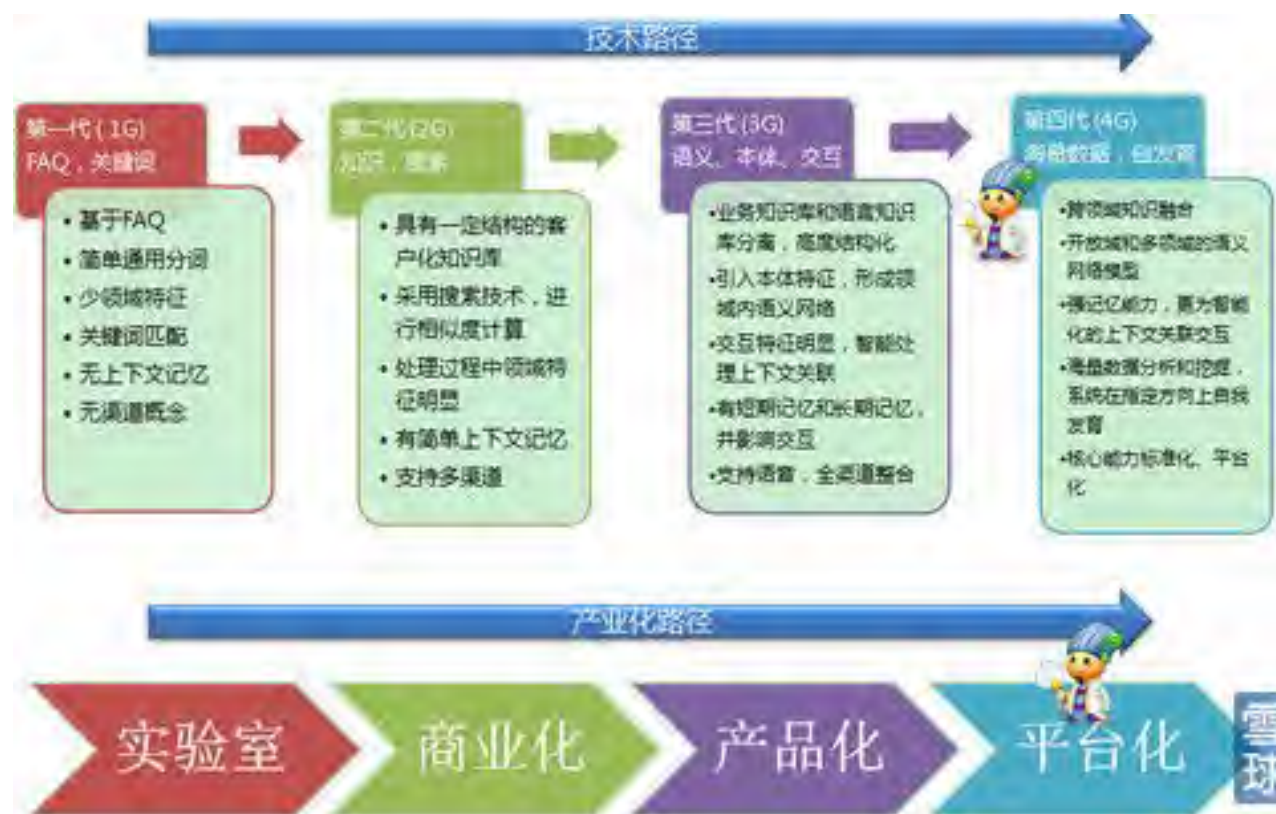 技术路径
第一代(1G)
FAQ，关键词
• 基于FAQ
• 简单通用分词
• 少领域特征
• 关键词匹配
• 无上下文记忆
• 无渠道概念
第二代(2G)
知识，搜索
• 具有一定结构的客
户化知识库
• 采用搜索技术，进
行相似度计算
• 处理过程中领域特
征明显
• 有简单上下文记忆
• 支持多渠道
第三代(3G)
语义、本体、交互
•业务知识库和语言知识
库分离，高度结构化
•引入本体特征，形成领
域内语义网络
•交互特征明显，智能处
理上下文关联
•有短期记忆和长期记忆，
并影响交互
•支持语音，全渠道整合
第四代(4G)
海量数据，自发育
•跨领域知识融合
•开放域和多领域的语义
网络模型
•强记忆能力，更为智能
化的上下文关联交互
•海量数据分析和挖掘，
系统在指定方向上自我
发育
•核心能力标准化、平台
化
产业化路径
实验室
商业化
产品化
平台化
雪
球